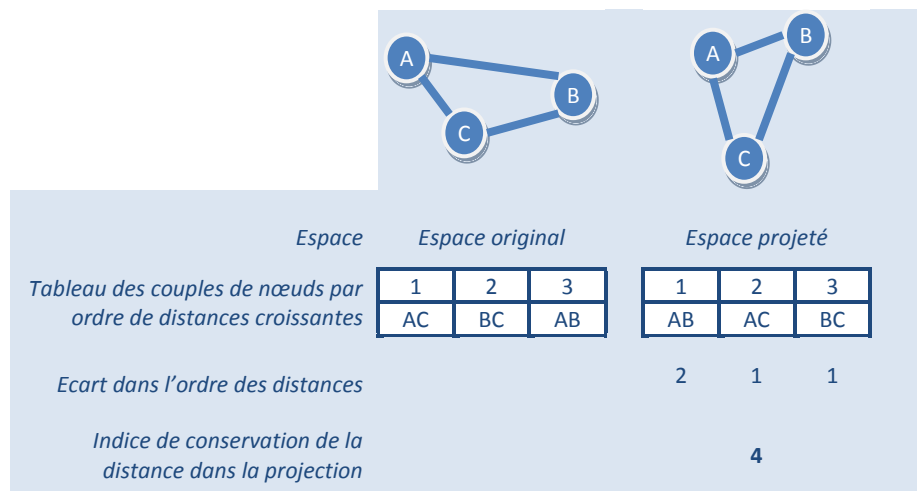 A
B
C
A
B
C
Espace Espace original Espace projeté
Tableau des couples de nœuds par
ordre de distances croissantes
1 2 3
AC BC AB
1 2 3
AB AC BC
Ecart dans l'ordre des distances
2 1 1
Indice de conservation de la
distance dans la projection
4